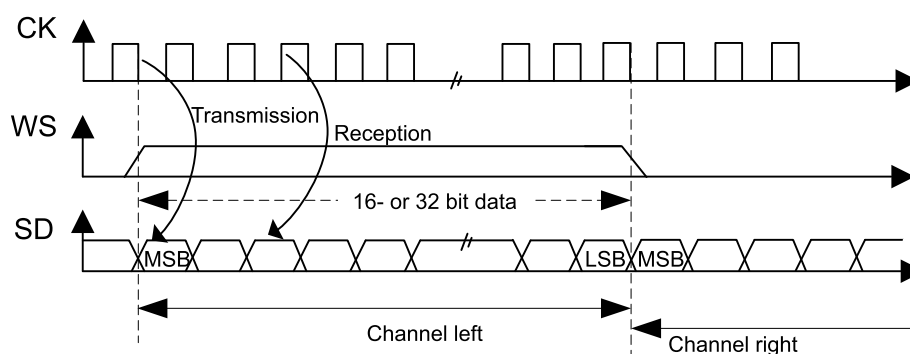 CK
Transmission
WS
Reception
16- or 32 bit data
SD
MSB
LSB
MSB
Channel left
Channel right